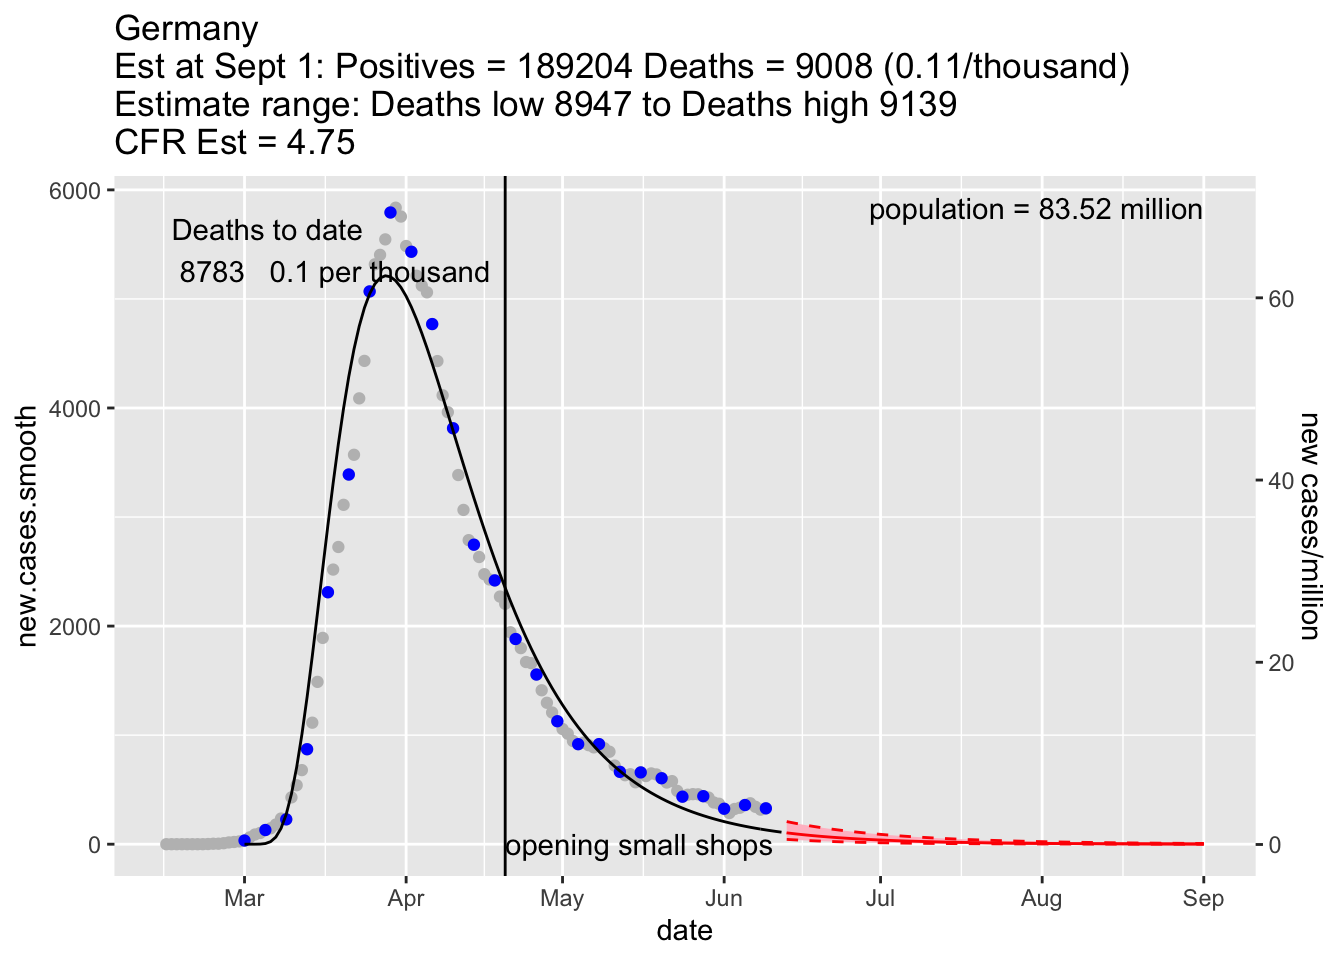 Germany
Est at Sept 1: Positives = 189204 Deaths = 9008 (0.11/thousand)
Estimate range: Deaths low 8947 to Deaths high 9139
CFR Est = 4.75
population = 83.52 million
Deaths to date
8783 0.1 per thousand
opening small shops
6000
4000
2000
0
new.cases.smooth
60
40
20
0
new cases/million
Mar Apr May Jun Jul Aug Sep
date